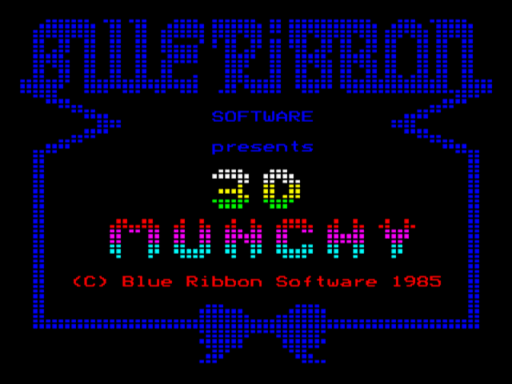 BLUE RIBBON
SOFTWARE
presents
3D
MUNCHY
(C) Blue Ribbon Software 1985